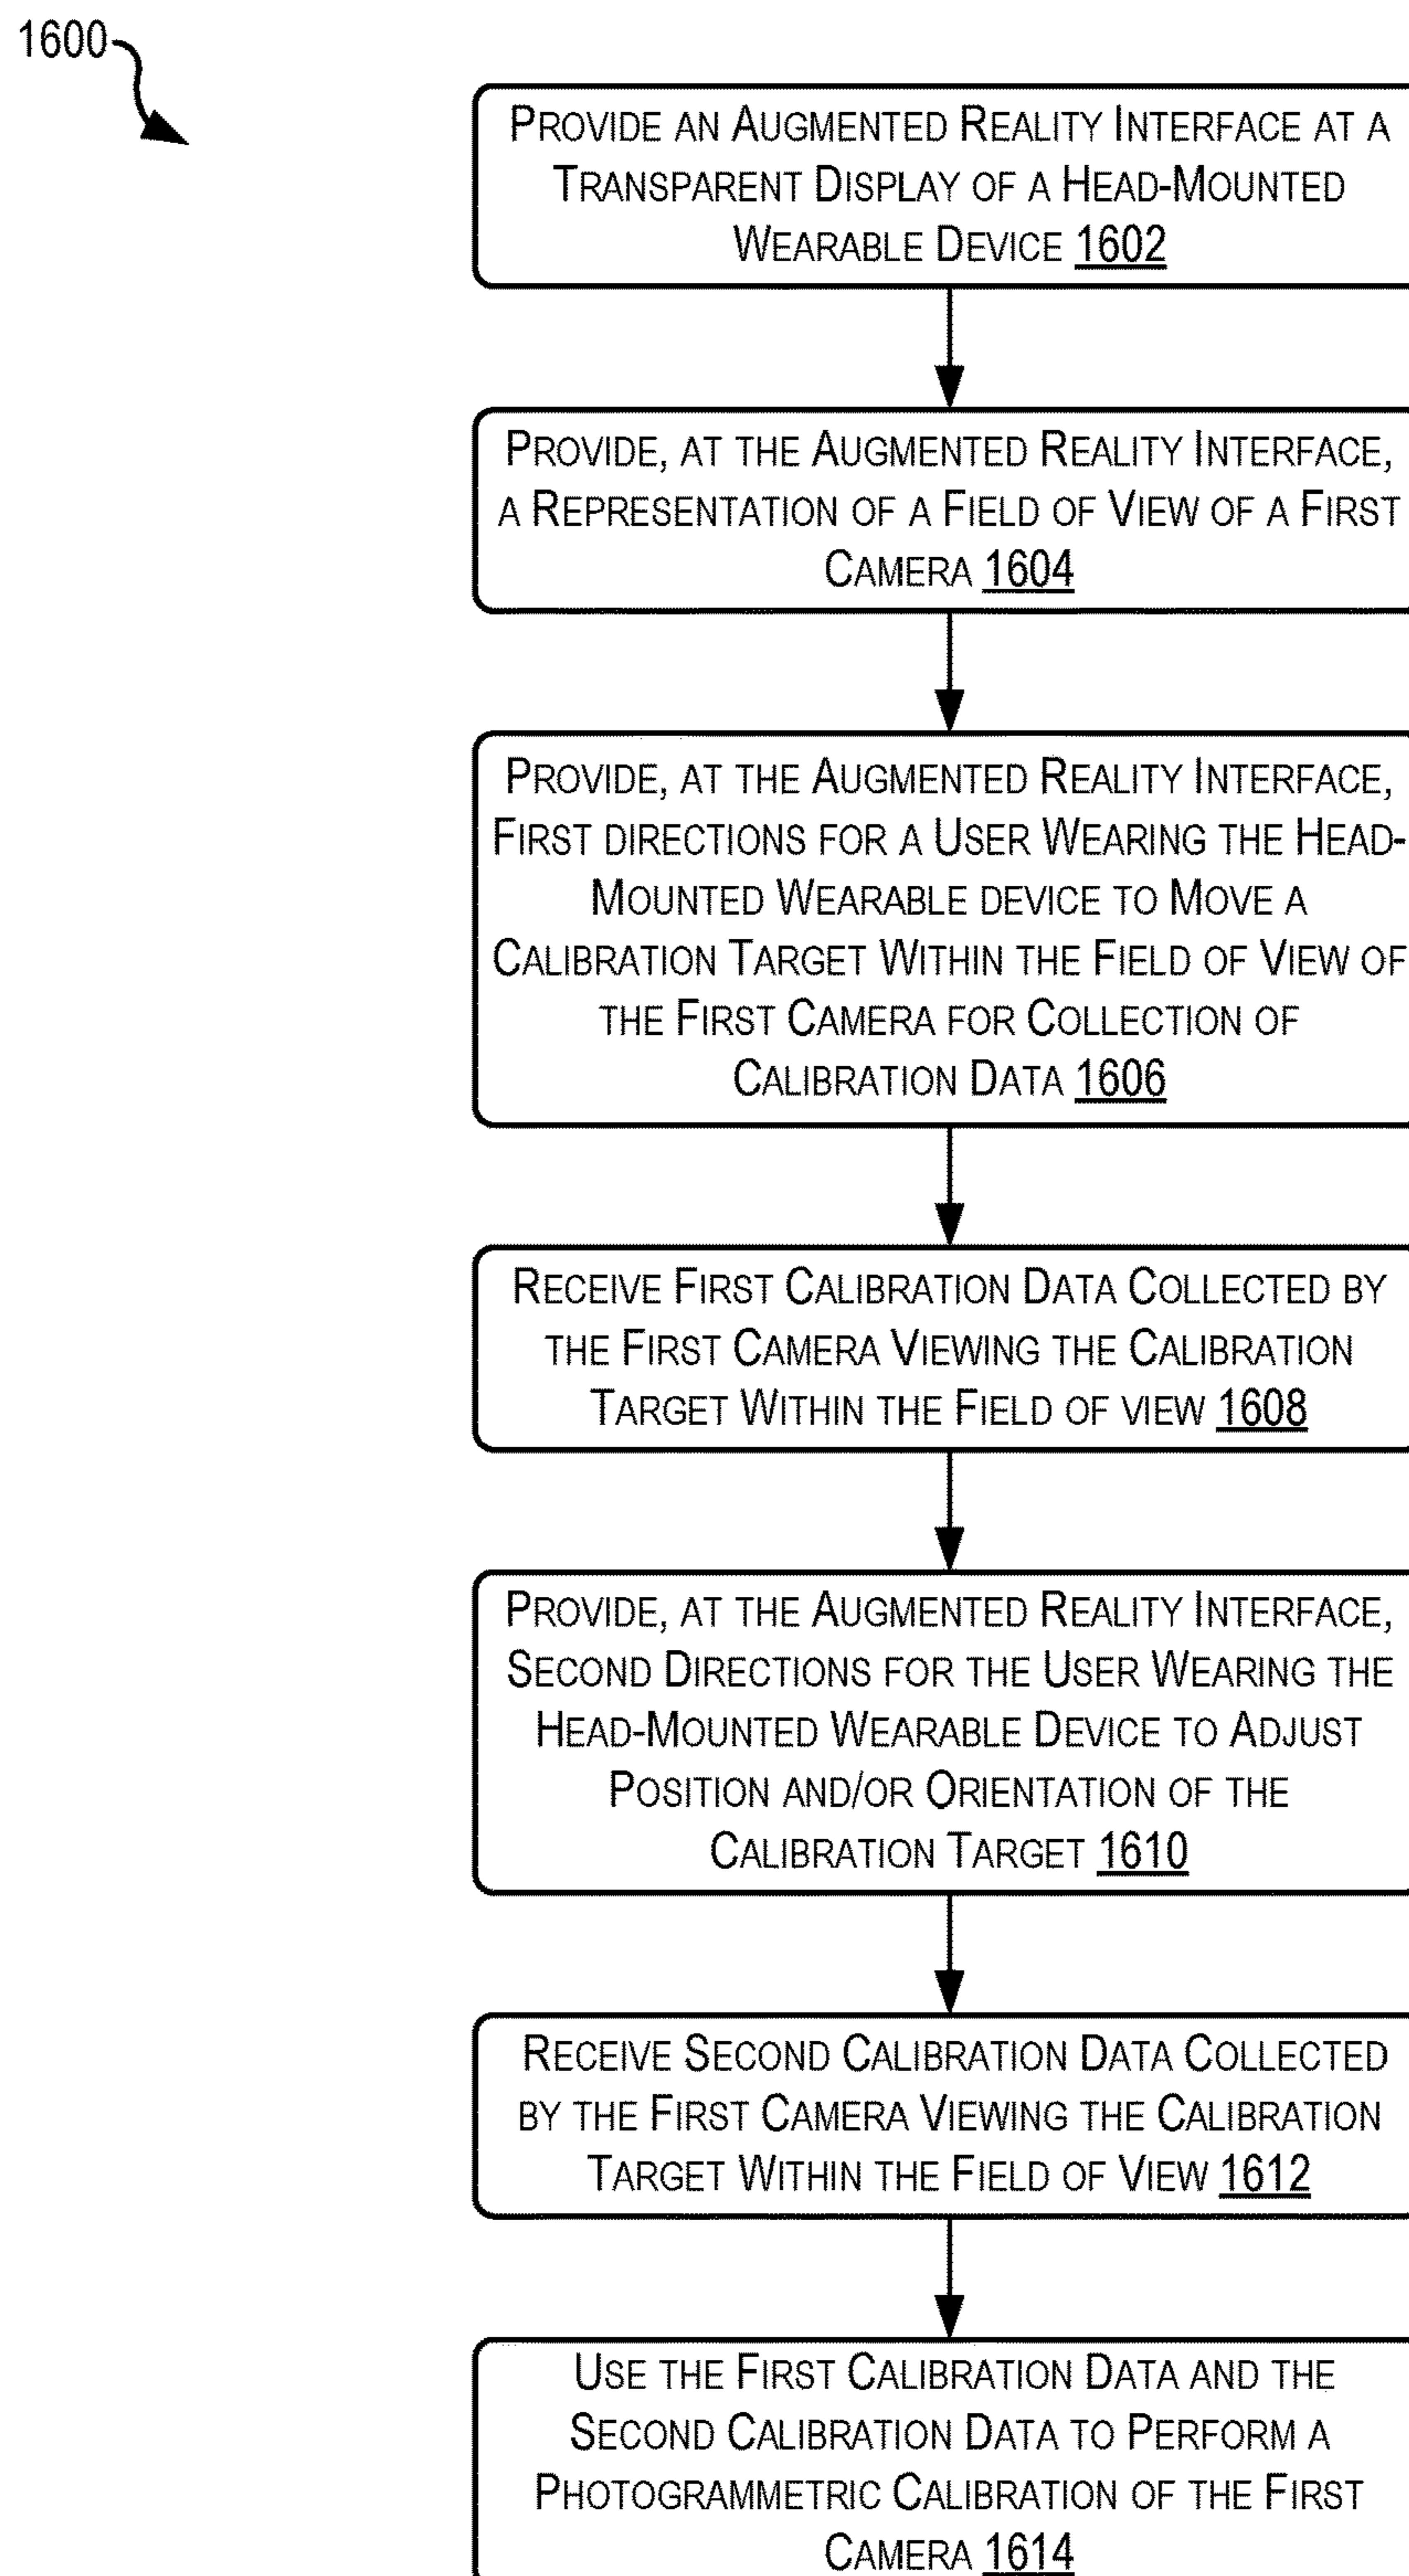 1600
PROVIDE AN AUGMENTED REALITY INTERFACE AT A
TRANSPARENT DISPLAY OF A HEAD-MOUNTED
WEARABLE DEVICE 1602
PROVIDE, AT THE AUGMENTED REALITY INTERFACE,
A REPRESENTATION OF A FIELD OF VIEW OF A FIRST
CAMERA 1604
PROVIDE, AT THE AUGMENTED REALITY INTERFACE,
FIRST DIRECTIONS FOR A USER WEARING THE HEAD-
MOUNTED WEARABLE DEVICE TO MOVE A
CALIBRATION TARGET WITHIN THE FIELD OF VIEW OF
THE FIRST CAMERA FOR COLLECTION OF
CALIBRATION DATA 1606
RECEIVE FIRST CALIBRATION DATA COLLECTED BY
THE FIRST CAMERA VIEWING THE CALIBRATION
TARGET WITHIN THE FIELD OF VIEW 1608
PROVIDE, AT THE AUGMENTED REALITY INTERFACE,
SECOND DIRECTIONS FOR THE USER WEARING THE
HEAD-MOUNTED WEARABLE DEVICE TO ADJUST
POSITION AND/OR ORIENTATION OF THE
CALIBRATION TARGET 1610
RECEIVE SECOND CALIBRATION DATA COLLECTED
BY THE FIRST CAMERA VIEWING THE CALIBRATION
TARGET WITHIN THE FIELD OF VIEW 1612
USE THE FIRST CALIBRATION DATA AND THE
SECOND CALIBRATION DATA TO PERFORM A
PHOTOGRAMMETRIC CALIBRATION OF THE FIRST
CAMERA 1614